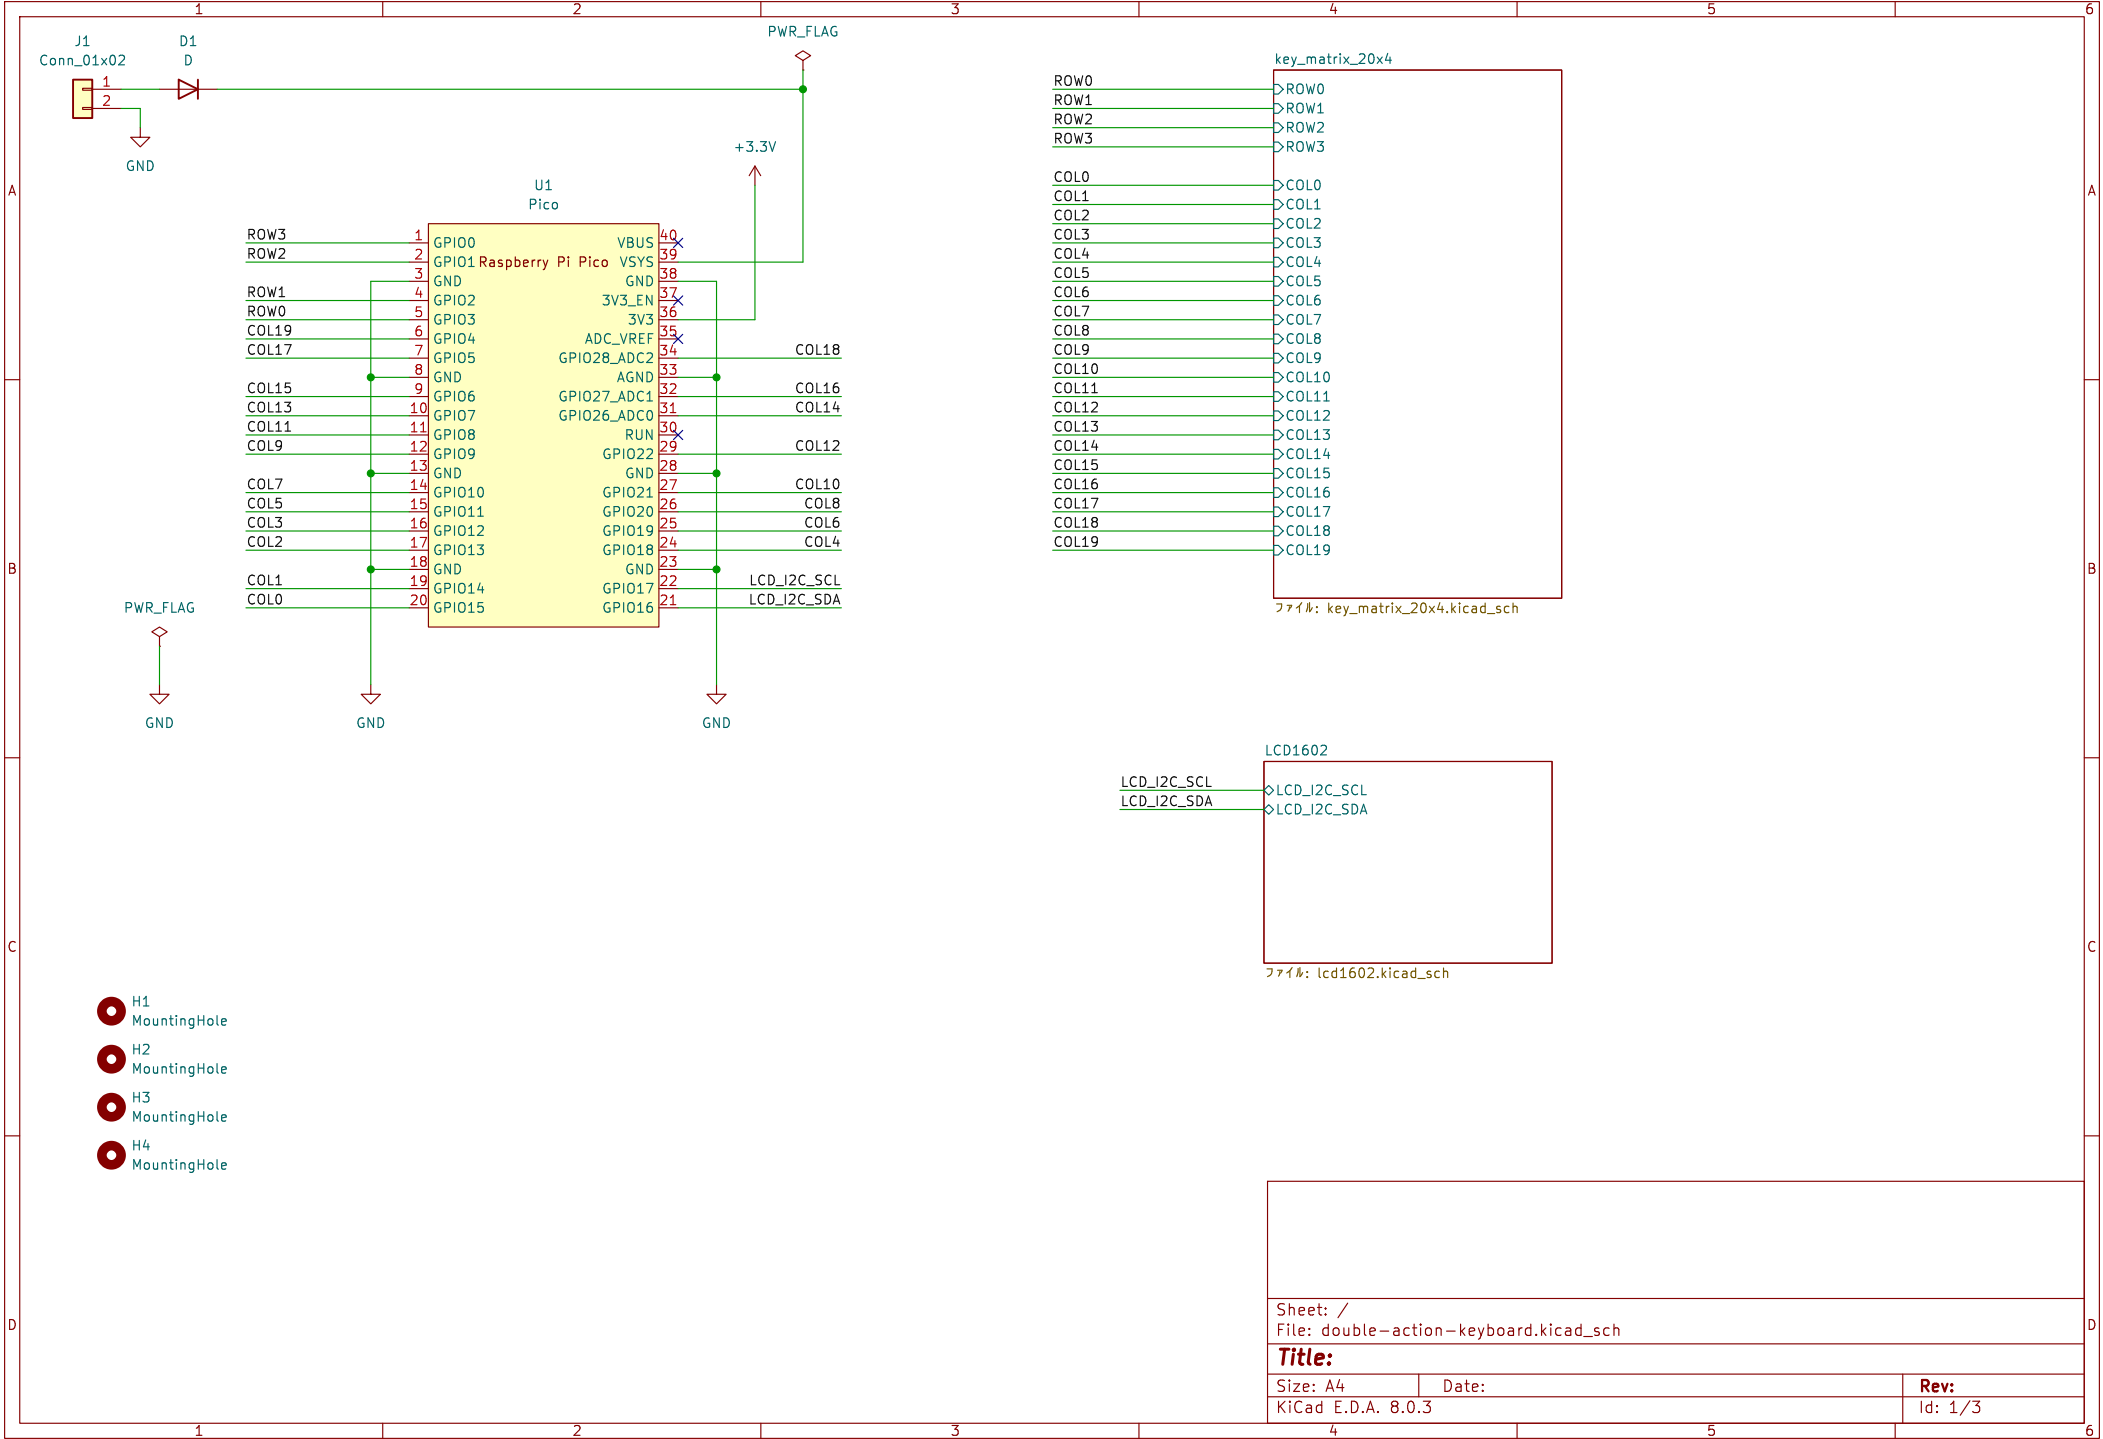 1 2 3 4 5 6
J1
Conn_01x02
1
2
GND
D1
D
PWR_FLAG
+3.3V
U1
Pico
Raspberry Pi Pico
ROW3 1 GPIO0
ROW2 2 GPIO1
3 GND
ROW1 4 GPIO2
ROW0 5 GPIO3
COL19 6 GPIO4
COL17 7 GPIO5
8 GND
COL15 9 GPIO6
COL13 10 GPIO7
COL11 11 GPIO8
COL9 12 GPIO9
13 GND
COL7 14 GPIO10
COL5 15 GPIO11
COL3 16 GPIO12
COL2 17 GPIO13
18 GND
COL1 19 GPIO14
COL0 20 GPIO15
VBUS 40
VSYS 39
GND 38
3V3_EN 37
3V3 36
ADC_VREF 35
GPIO28_ADC2 34 COL18
AGND 33
GPIO27_ADC1 32 COL16
GPIO26_ADC0 31 COL14
RUN 30
GPIO22 29 COL12
GND 28
GPIO21 27 COL10
GPIO20 26 COL8
GPIO19 25 COL6
GPIO18 24 COL4
GND 23
GPIO17 22 LCD_I2C_SCL
GPIO16 21 LCD_I2C_SDA
PWR_FLAG
GND
GND
GND
key_matrix_20x4
ROW0 ROW0
ROW1 ROW1
ROW2 ROW2
ROW3 ROW3
COL0 COL0
COL1 COL1
COL2 COL2
COL3 COL3
COL4 COL4
COL5 COL5
COL6 COL6
COL7 COL7
COL8 COL8
COL9 COL9
COL10 COL10
COL11 COL11
COL12 COL12
COL13 COL13
COL14 COL14
COL15 COL15
COL16 COL16
COL17 COL17
COL18 COL18
COL19 COL19
ファイル: key_matrix_20x4.kicad_sch
LCD1602
LCD_I2C_SCL LCD_I2C_SCL
LCD_I2C_SDA LCD_I2C_SDA
ファイル: lcd1602.kicad_sch
H1
MountingHole
H2
MountingHole
H3
MountingHole
H4
MountingHole
A A
B B
C C
D D
Sheet: /
File: double-action-keyboard.kicad_sch
Title:
Size: A4 Date: Rev:
KiCad E.D.A. 8.0.3 Id: 1/3
1 2 3 4 5 6